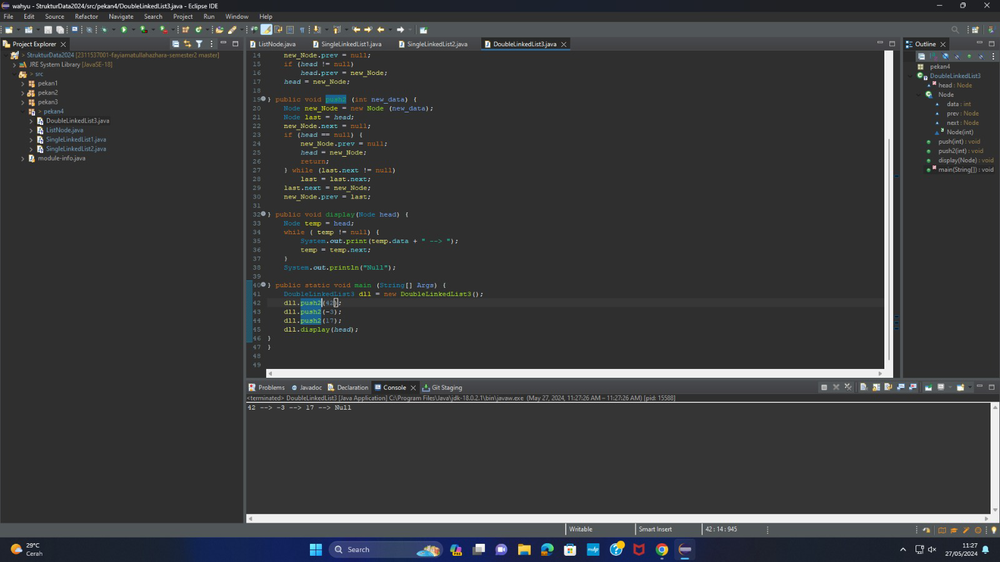 wahyu - StrukturData2024/src/pekan4/DoubleLinkedList3.java - Eclipse IDE
File Edit Source Refactor Navigate Search Project Run Window Help
Project Explorer
> StrukturData2024 [2311537001-fayiamatullahazhara-semester2 master]
JRE System Library [JavaSE-18]
> src
pekan1
pekan2
pekan3
> pekan4
DoubleLinkedList3.java
ListNode.java
SingleLinkedList1.java
SingleLinkedList2.java
module-info.java
ListNode.java SingleLinkedList1.java SingleLinkedList2.java DoubleLinkedList3.java
14 new_Node.prev = null;
15 if (head != null)
16 head.prev = new_Node;
17 head = new_Node;
18
19 } public void push2 (int new_data) {
20 Node new_Node = new Node (new_data);
21 Node last = head;
22 new_Node.next = null;
23 if (head == null) {
24 new_Node.prev = null;
25 head = new_Node;
26 return;
27 } while (last.next != null)
28 last = last.next;
29 last.next = new_Node;
30 new_Node.prev = last;
31
32 } public void display(Node head) {
33 Node temp = head;
34 while ( temp != null) {
35 System.out.print(temp.data + " --> ");
36 temp = temp.next;
37 }
38 System.out.println("Null");
39
40 } public static void main (String[] Args) {
41 DoubleLinkedList3 dll = new DoubleLinkedList3();
42 dll.push2(42);
43 dll.push2(-3);
44 dll.push2(17);
45 dll.display(head);
46 }
47 }
48
49
Outline
pekan4
DoubleLinkedList3
head : Node
Node
data : int
prev : Node
next : Node
Node(int)
push(int) : void
push2(int) : void
display(Node) : void
main(String[]) : void
Problems Javadoc Declaration Console Git Staging
<terminated> DoubleLinkedList3 [Java Application] C:\Program Files\Java\jdk-18.0.2.1\bin\javaw.exe (May 27, 2024, 11:27:26 AM – 11:27:26 AM) [pid: 15588]
42 --> -3 --> 17 --> Null
Writable Smart Insert 42 : 14 : 945
29°C
Cerah
Search
PRE
11:27
27/05/2024